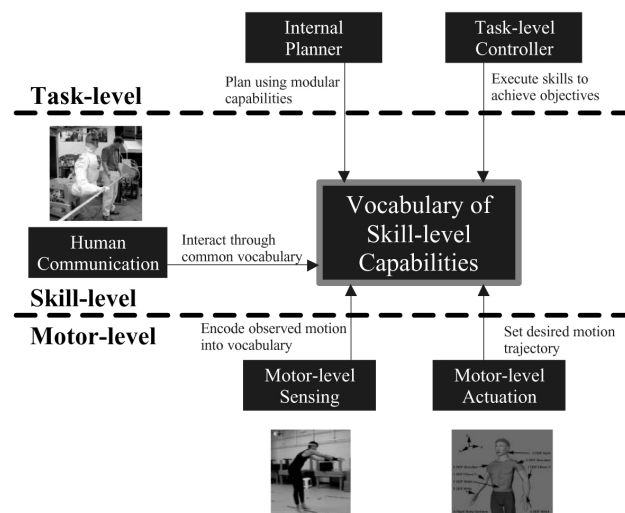 Internal
Planner
Task-level
Controller
Plan using modular
capabilities
Execute skills to
achieve objectives
Task-level
Vocabulary of
Skill-level
Capabilities
Human
Communication
Interact through
common vocabulary
Skill-level
Motor-level
Encode observed motion
into vocabulary
Set desired motion
trajectory
Motor-level
Sensing
Motor-level
Actuation